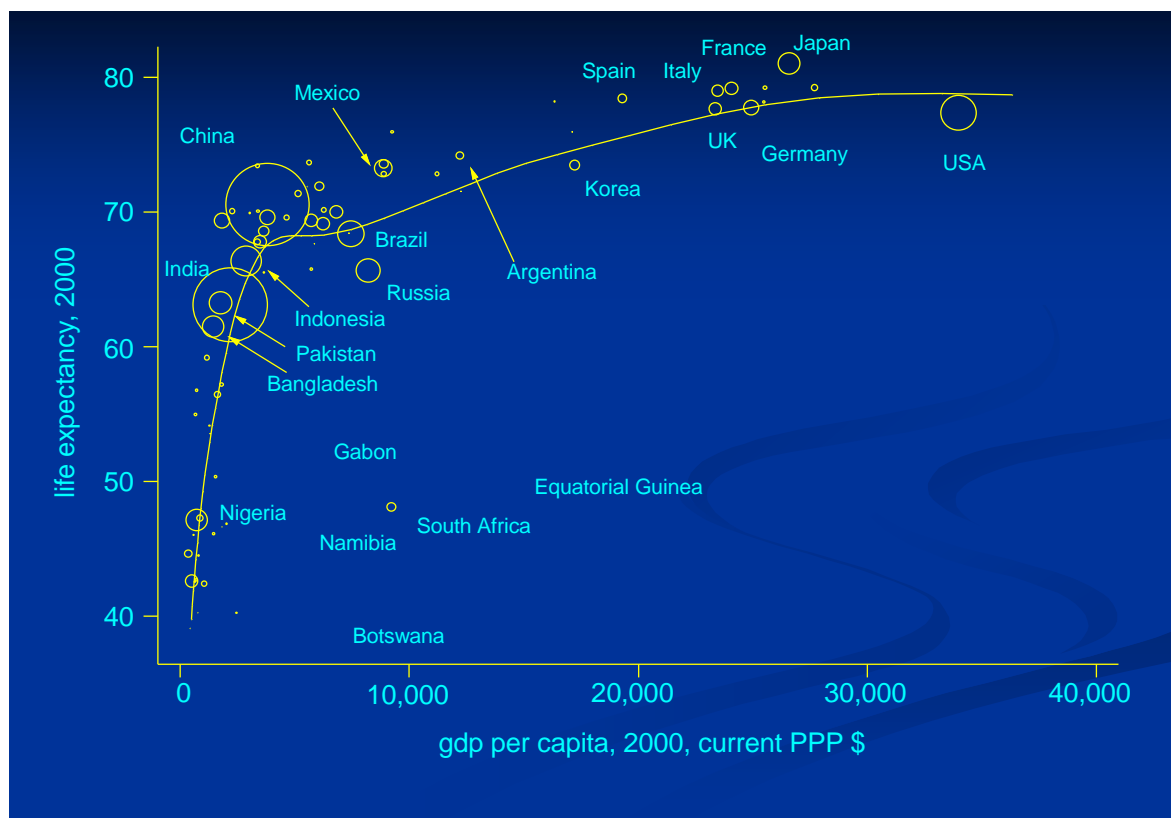 France
Japan
Spain
Italy
80
Mexico
China
UK
Germany
USA
Korea
70
Brazil
India
Argentina
Russia
Indonesia
60
Pakistan
Bangladesh
Gabon
50
Equatorial Guinea
Nigeria
South Africa
Namibia
40
Botswana
life expectancy, 2000
0
10,000
20,000
30,000
40,000
gdp per capita, 2000, current PPP $